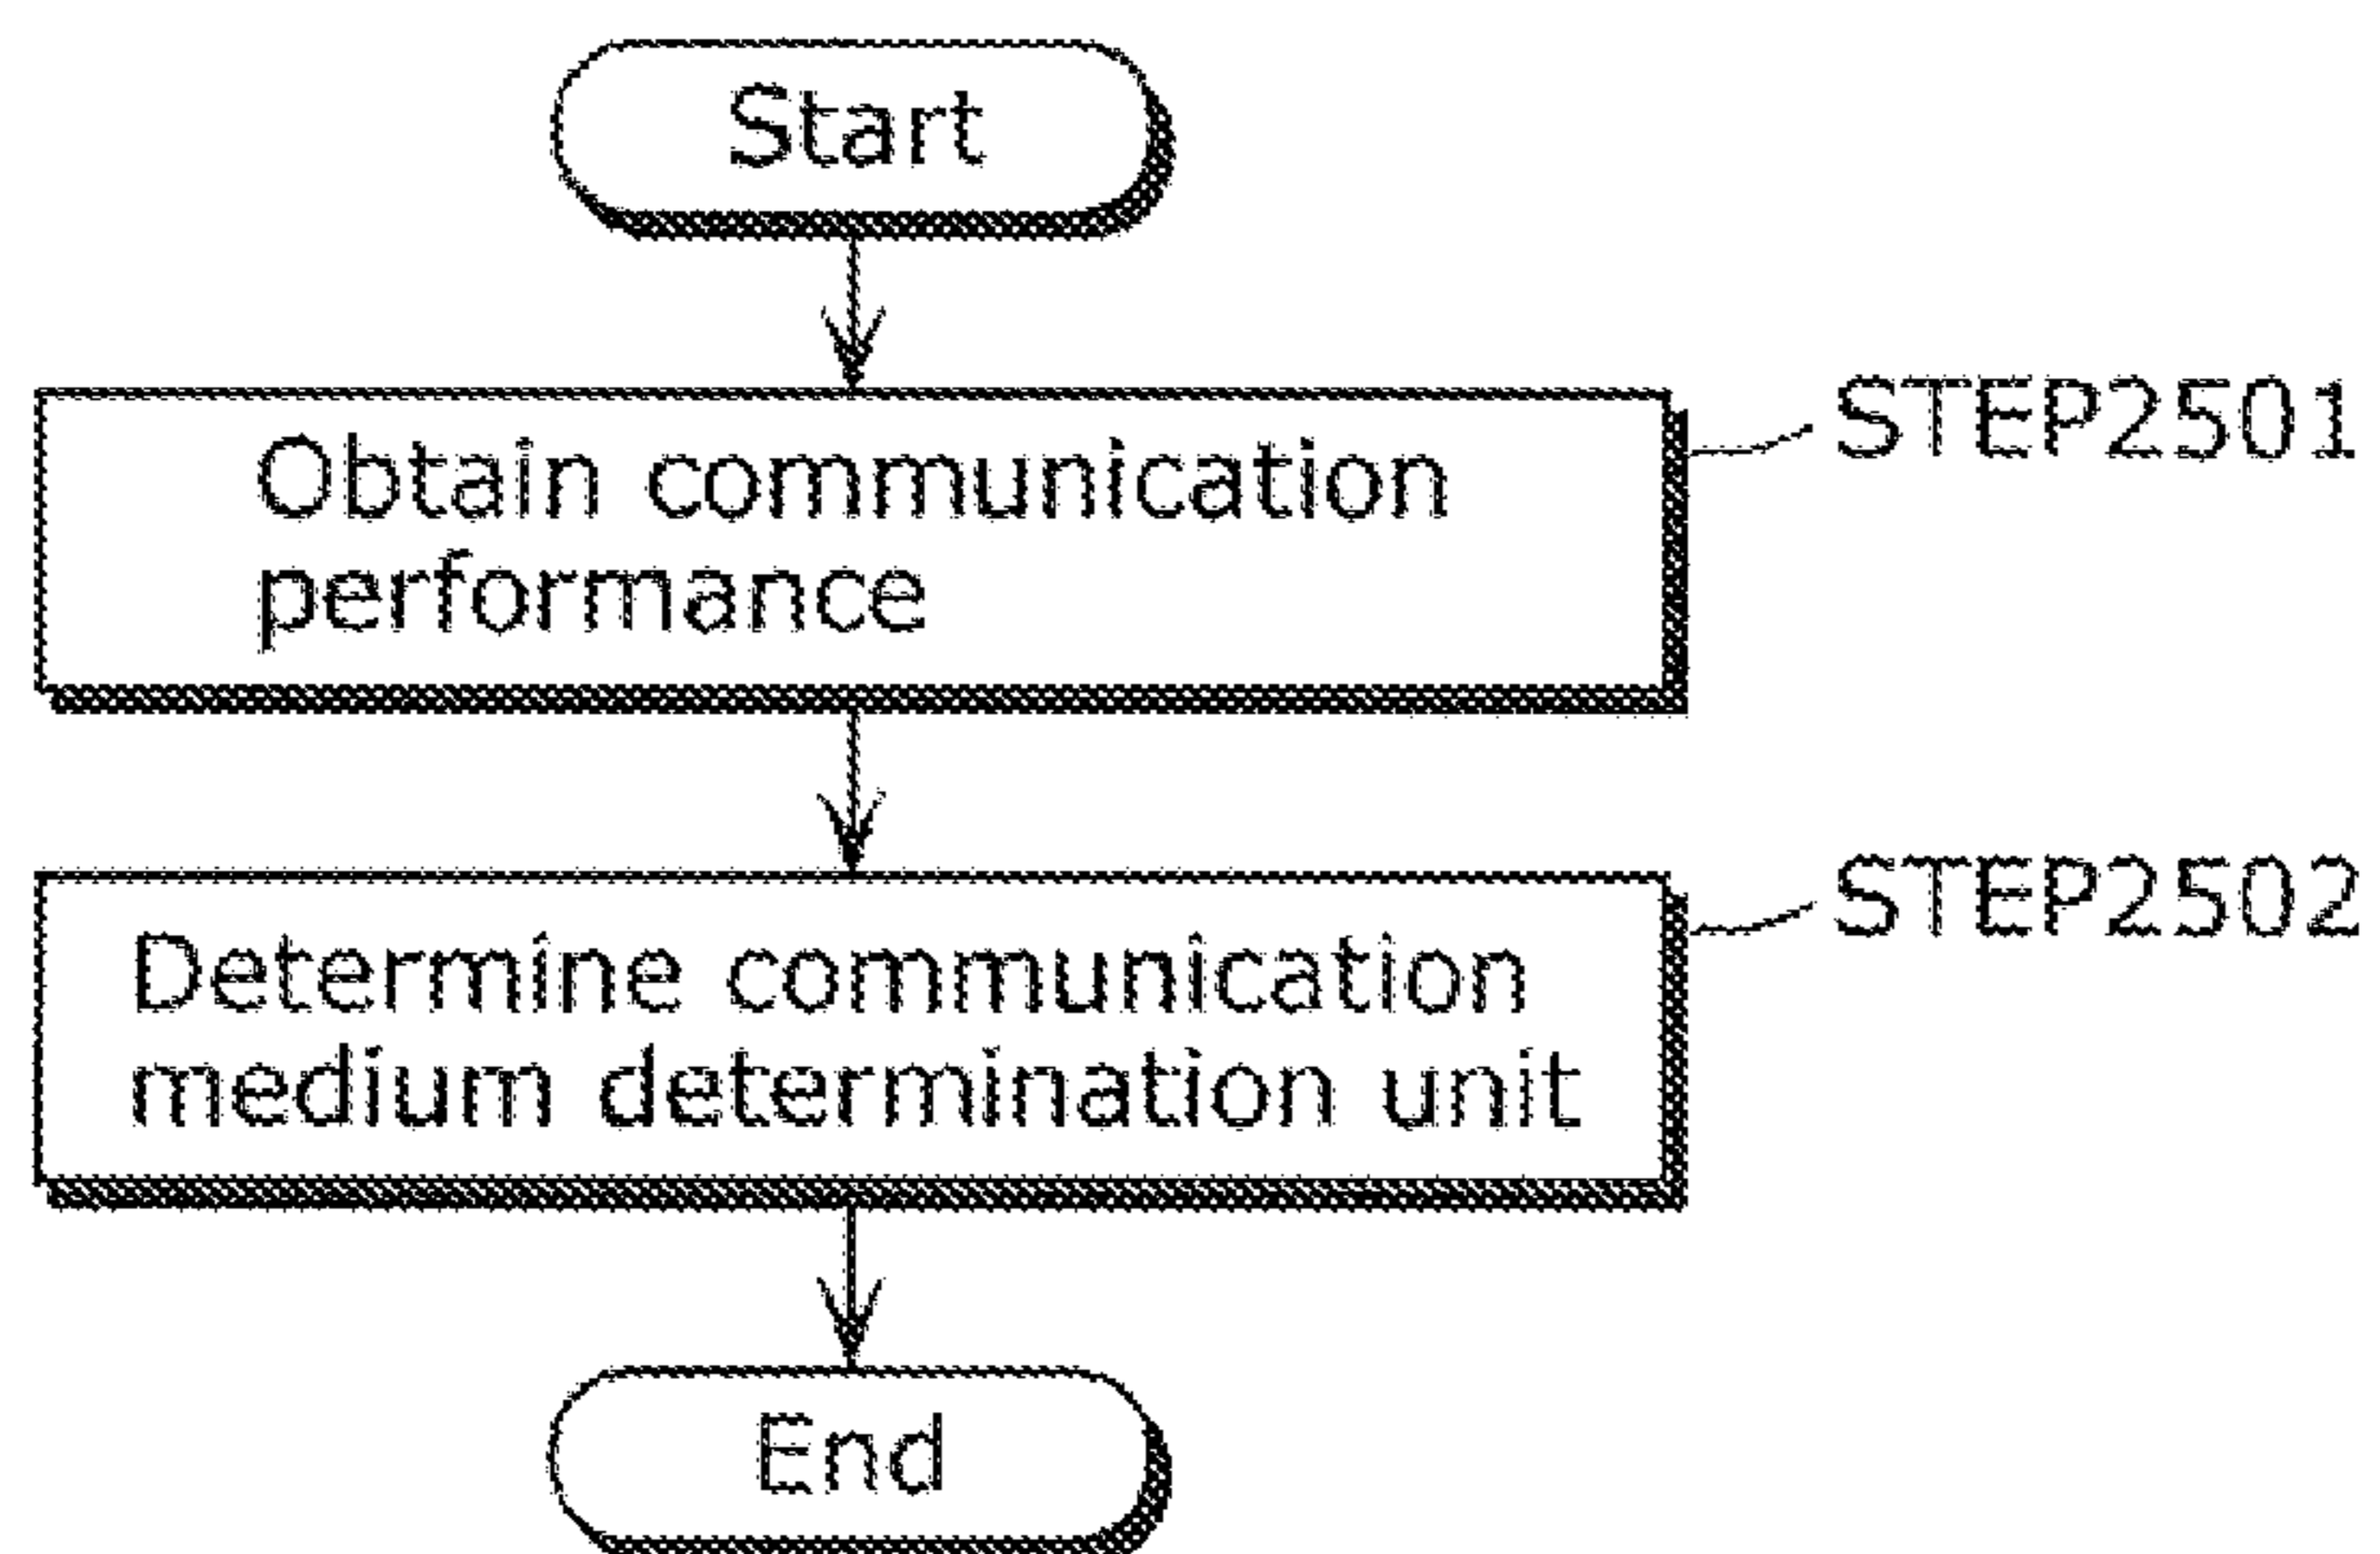 Start
STEP2501
Obtain communication
performance
STEP2502
Determine communication
medium determination unit
End